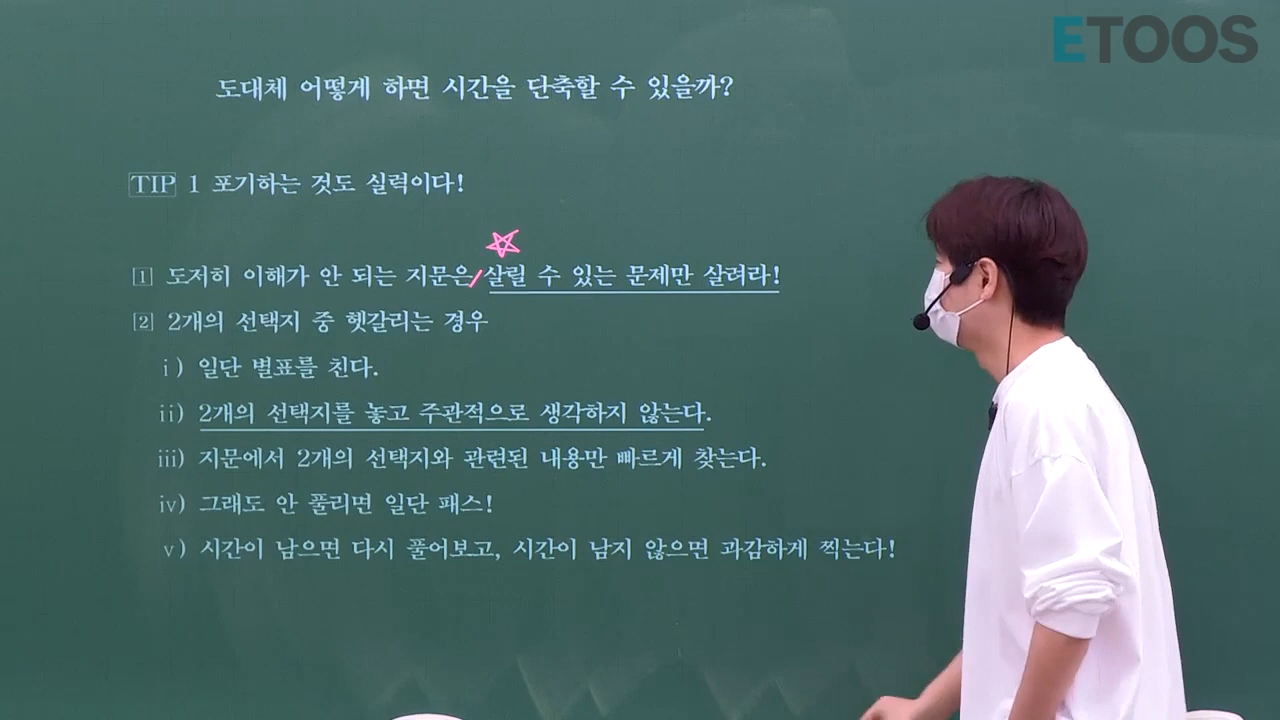 ETOOS
도대체 어떻게 하면 시간을 단축할 수 있을까?
TIP 1 포기하는 것도 실력이다!
1 도저히 이해가 안 되는 지문은 살릴 수 있는 문제만 살려라!
2 2개의 선택지 중 헷갈리는 경우
i) 일단 별표를 친다.
ii) 2개의 선택지를 놓고 주관적으로 생각하지 않는다.
iii) 지문에서 2개의 선택지와 관련된 내용만 빠르게 찾는다.
iv) 그래도 안 풀리면 일단 패스!
v) 시간이 남으면 다시 풀어보고, 시간이 남지 않으면 과감하게 찍는다!